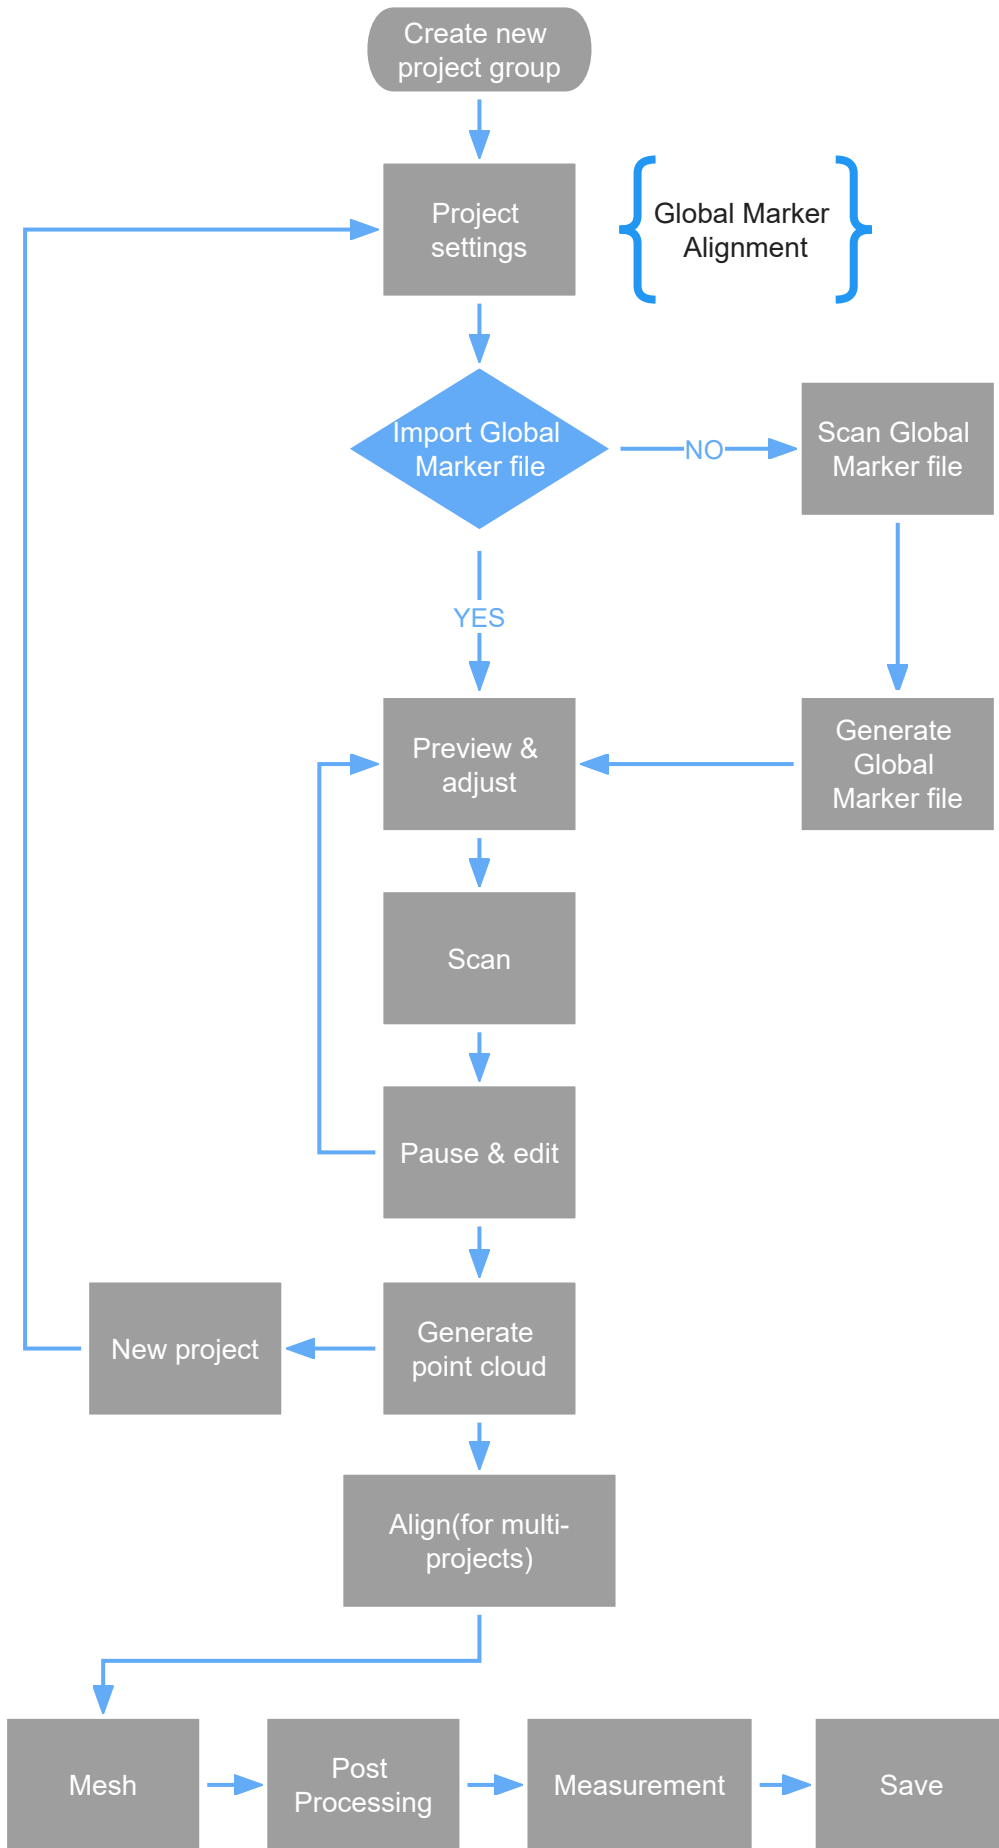 Create new
project group
Project
settings
Global Marker
Alignment
Import Global
Marker file
NO
Scan Global
Marker file
YES
Preview &
adjust
Generate
Global
Marker file
Scan
Pause & edit
New project
Generate
point cloud
Align(for multi-
projects)
Mesh
Post
Processing
Measurement
Save